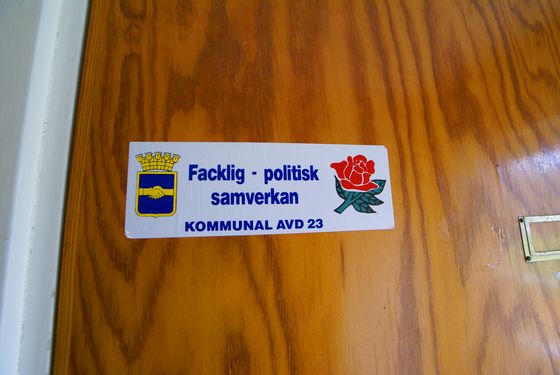 Facklig - politisk
samverkan
KOMMUNAL AVD 23